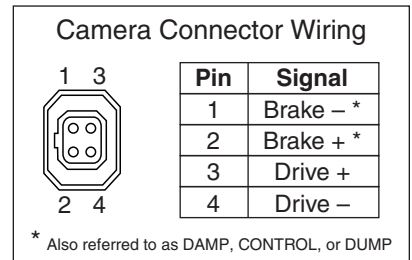 Camera Connector Wiring
1 3
2 4
Pin Signal
1 Brake – *
2 Brake + *
3 Drive +
4 Drive –
* Also referred to as DAMP, CONTROL, or DUMP